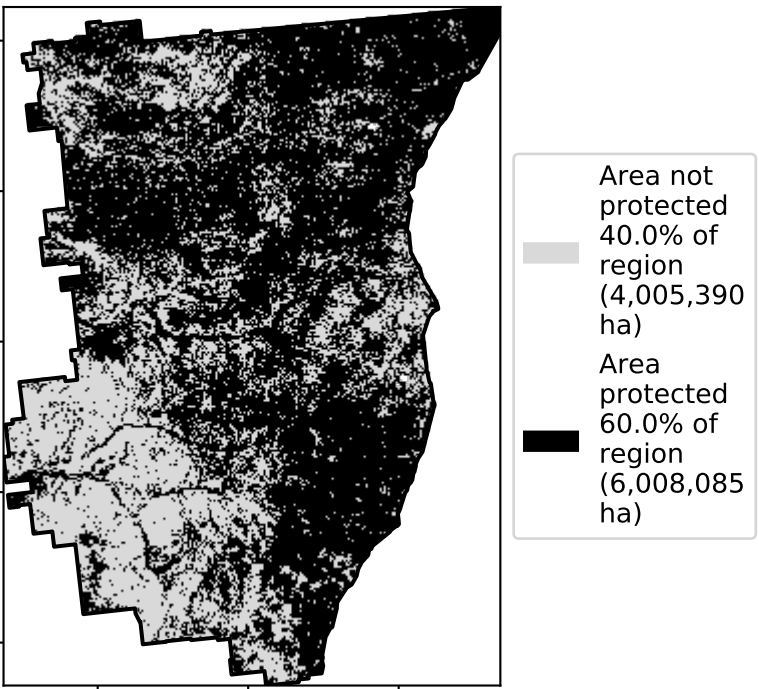 Area not
protected
40.0% of
region
(4,005,390
ha)
Area
protected
60.0% of
region
(6,008,085
ha)